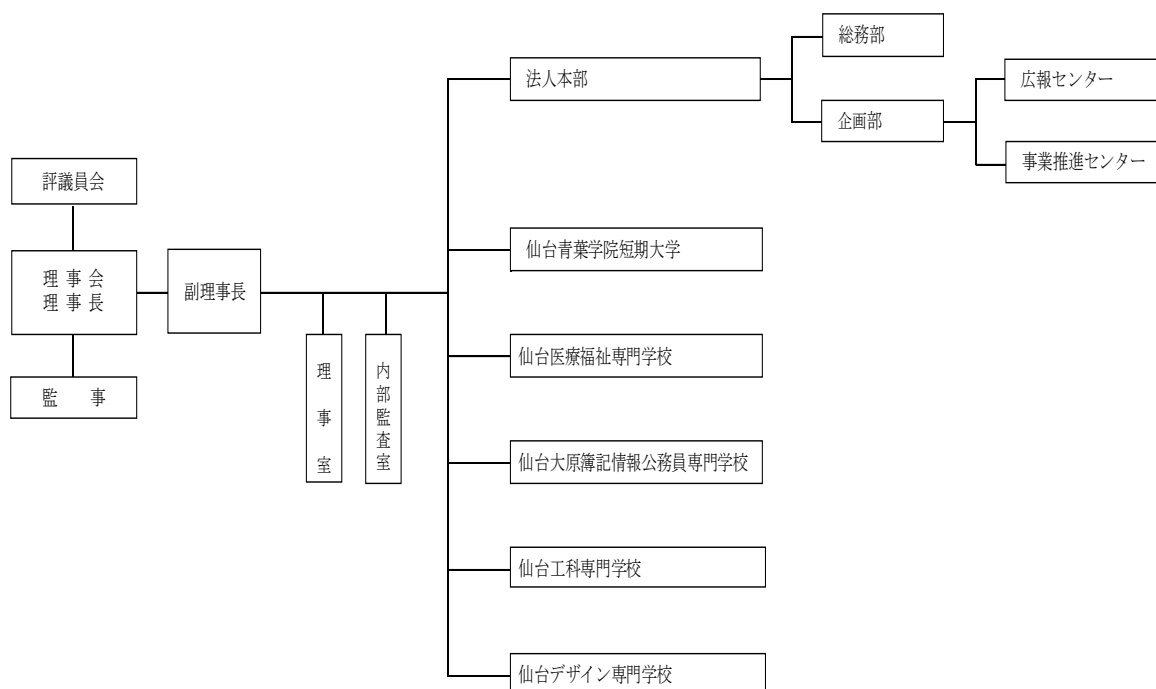 評議員会
理事会
理事長
監　事
副理事長
理事室
内部監査室
法人本部
総務部
企画部
広報センター
事業推進センター
仙台青葉学院短期大学
仙台医療福祉専門学校
仙台大原簿記情報公務員専門学校
仙台工科専門学校
仙台デザイン専門学校